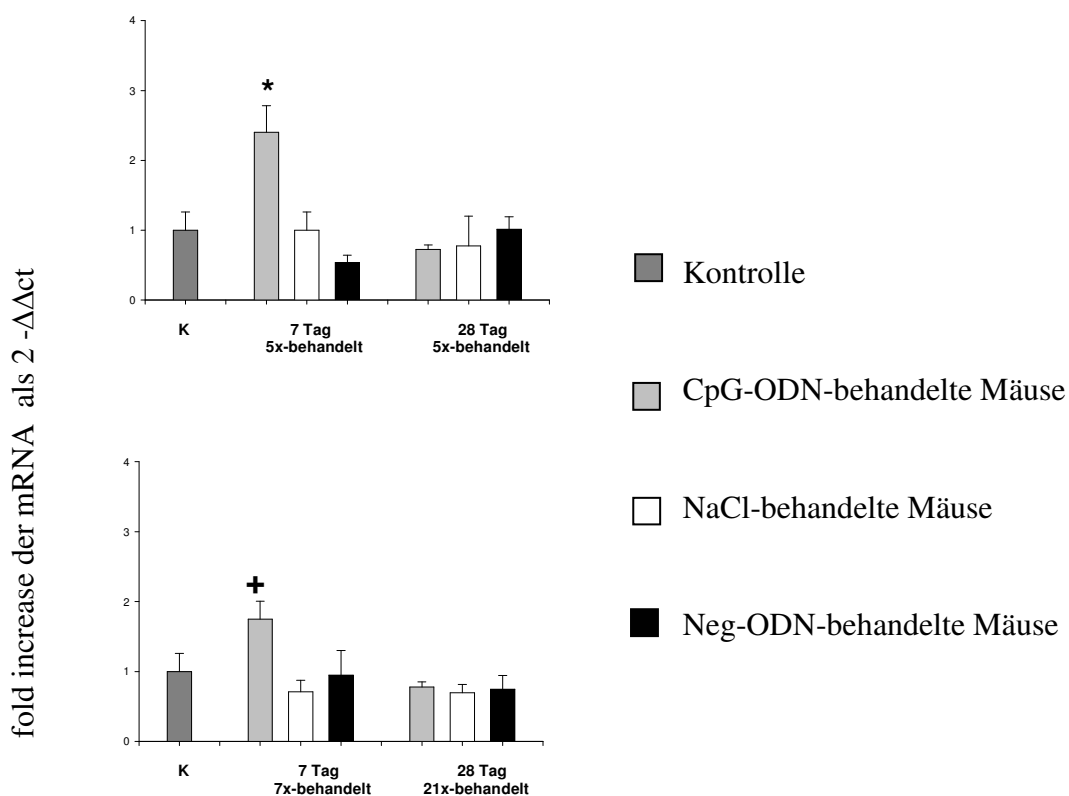 fold increase der mRNA als 2 -ΔΔct
4
3
2
1
0
*
K
7 Tag
5x-behandelt
28 Tag
5x-behandelt
4
3
2
1
0
+
K
7 Tag
7x-behandelt
28 Tag
21x-behandelt
Kontrolle
CpG-ODN-behandelte Mäuse
NaCl-behandelte Mäuse
Neg-ODN-behandelte Mäuse